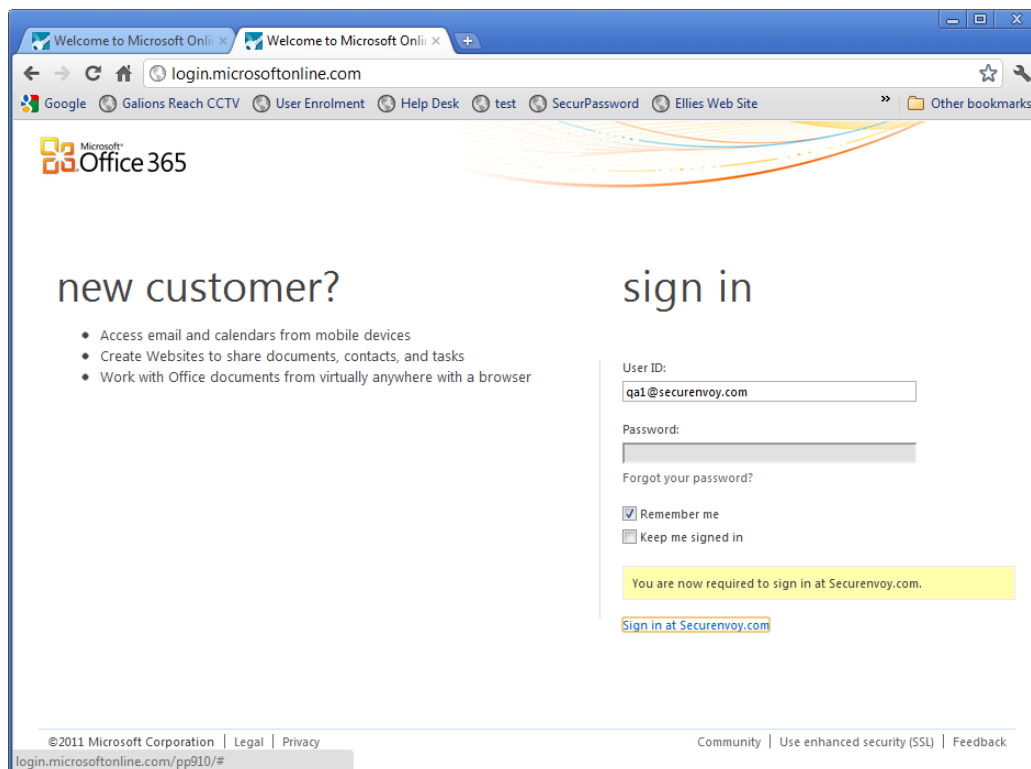 Welcome to Microsoft Onli
Welcome to Microsoft Onli
login.microsoftonline.com
Google Galions Reach CCTV User Enrolment Help Desk test SecurPassword Ellies Web Site » Other bookmarks
Microsoft®
Office 365
new customer?
Access email and calendars from mobile devices
Create Websites to share documents, contacts, and tasks
Work with Office documents from virtually anywhere with a browser
sign in
User ID:
qa1@securenvoy.com
Password:
Forgot your password?
Remember me
Keep me signed in
You are now required to sign in at Securenvoy.com.
Sign in at Securenvoy.com
©2011 Microsoft Corporation | Legal | Privacy
Community | Use enhanced security (SSL) | Feedback
login.microsoftonline.com/pp910/#